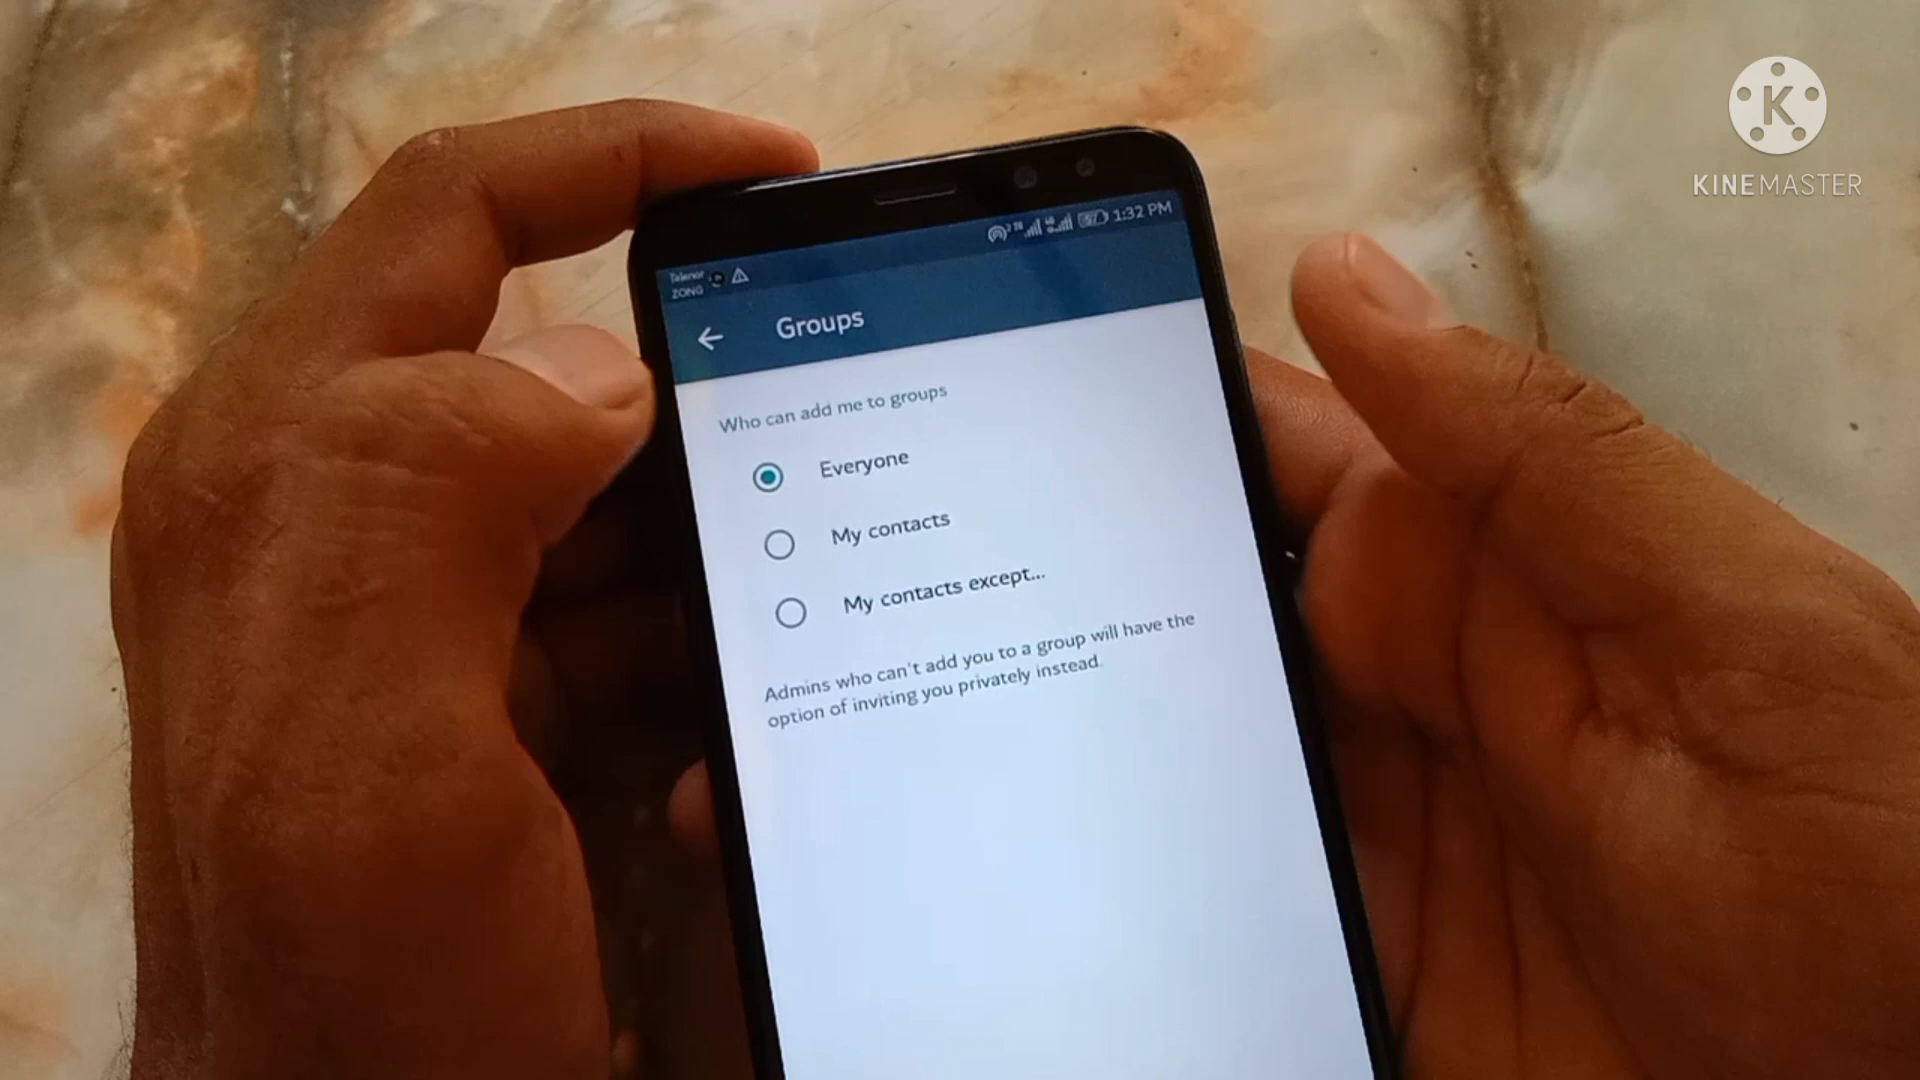 K
KINEMASTER
1:32 PM
Telenor
ZONG
Groups
Who can add me to groups
Everyone
My contacts
My contacts except...
Admins who can't add you to a group will have the
option of inviting you privately instead.